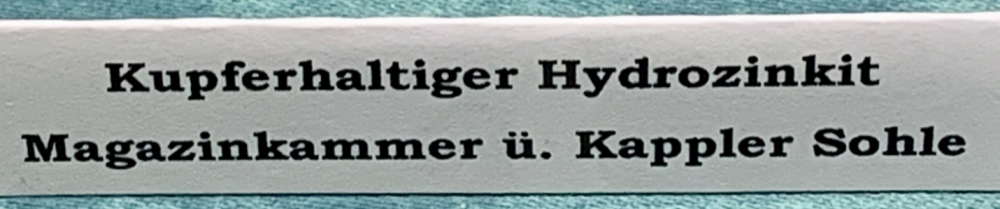 Kupferhaltiger Hydrozinkit
Magazinkammer ü. Kappler Sohle